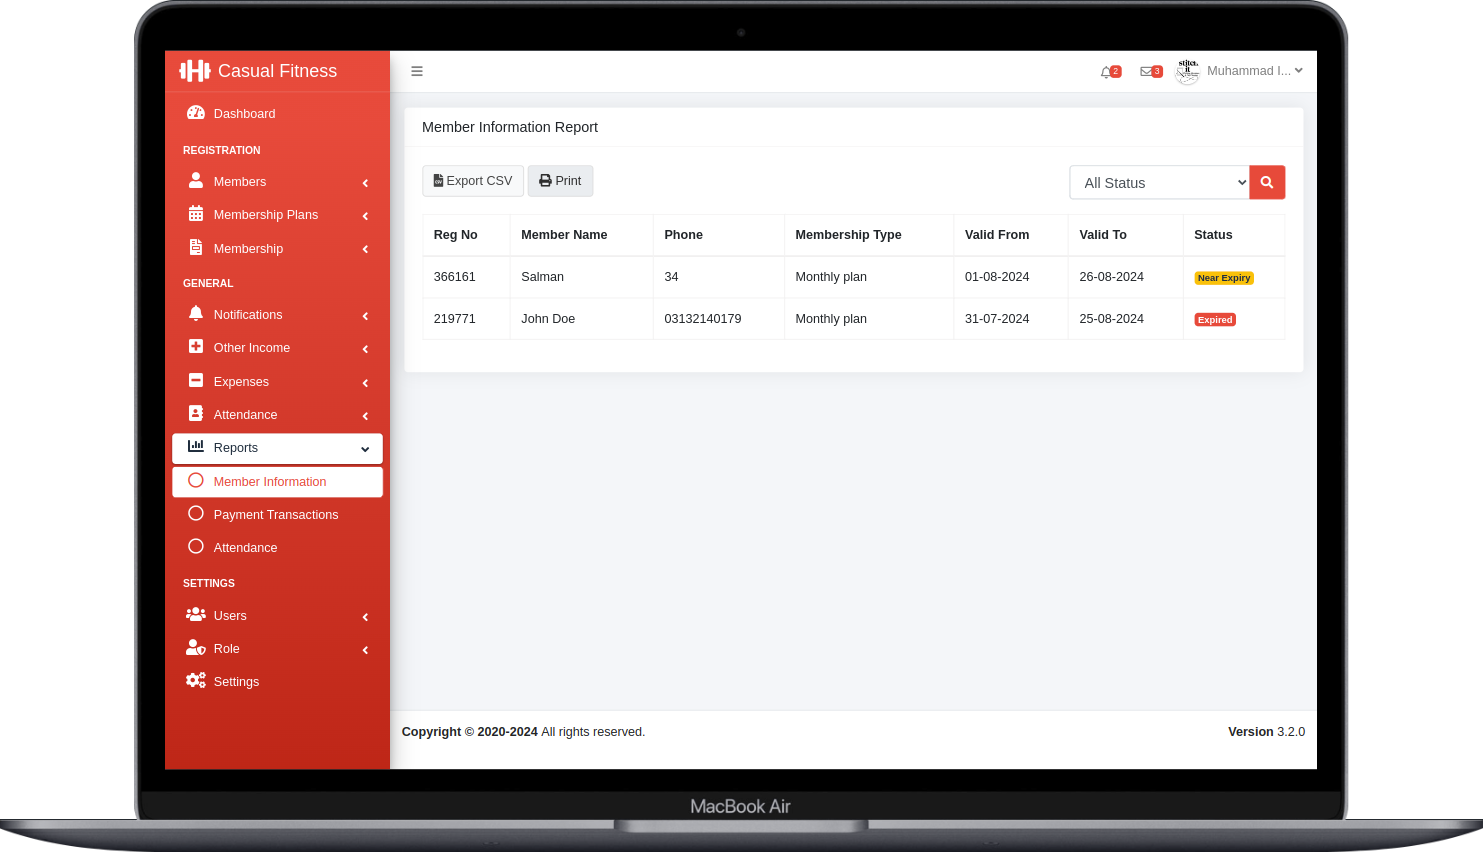 Casual Fitness
2
3
Muhammad I...
Dashboard
REGISTRATION
Members
Membership Plans
Membership
GENERAL
Notifications
Other Income
Expenses
Attendance
Reports
Member Information
Payment Transactions
Attendance
SETTINGS
Users
Role
Settings
Member Information Report
Export CSV
Print
All Status
Reg No Member Name Phone Membership Type Valid From Valid To Status
366161 Salman 34 Monthly plan 01-08-2024 26-08-2024 Near Expiry
219771 John Doe 03132140179 Monthly plan 31-07-2024 25-08-2024 Expired
Copyright © 2020-2024 All rights reserved.
Version 3.2.0
MacBook Air